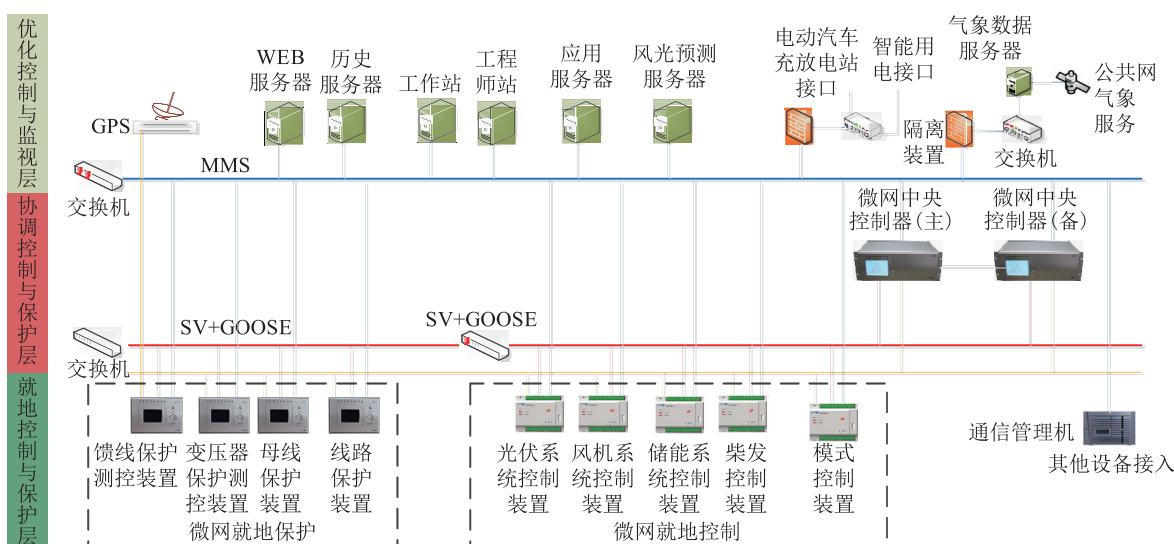 优化控制与监视层
协调控制与保护层
就地控制与保护层
WEB
服务器
历史
服务器
工作站
工程
师站
应用
服务器
风光预测
服务器
电动汽车
充放电站
接口
智能用
电接口
气象数据
服务器
公共网
气象
服务
隔离
装置
交换机
GPS
MMS
交换机
微网中央
控制器(主)
微网中央
控制器(备)
SV+GOOSE
SV+GOOSE
交换机
馈线保护
测控装置
变压器
保护测
控装置
母线
保护
装置
线路
保护
装置
微网就地保护
光伏系
统控制
装置
风机系
统控制
装置
储能系
统控制
装置
柴发
控制
装置
模式
控制
装置
微网就地控制
通信管理机
其他设备接入